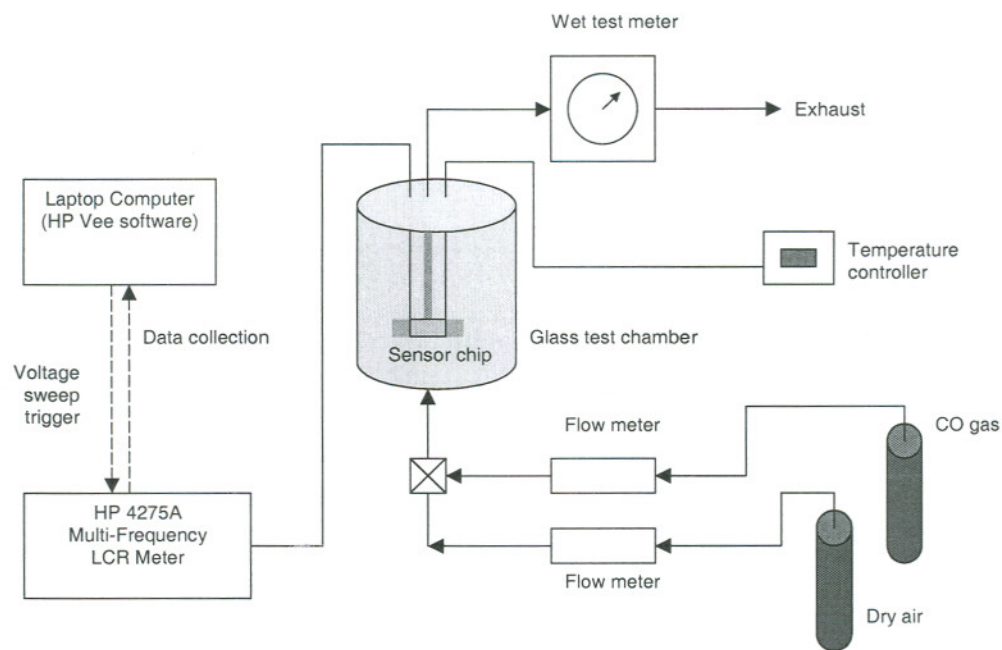 Wet test meter
Exhaust
Laptop Computer
(HP Vee software)
Temperature
controller
Data collection
Glass test chamber
Sensor chip
Voltage
sweep
trigger
Flow meter
CO gas
HP 4275A
Multi-Frequency
LCR Meter
Flow meter
Dry air